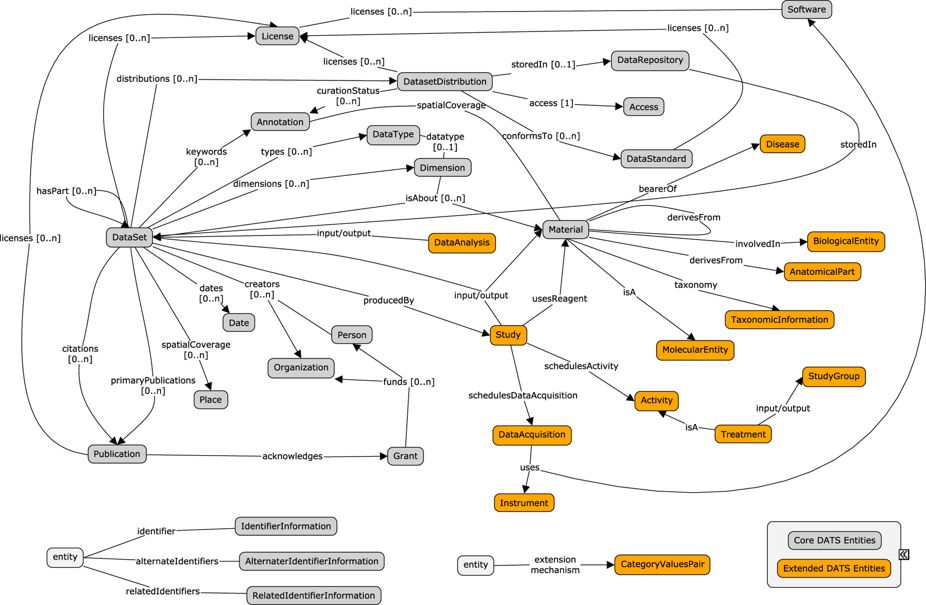 Software
licenses [0..n]
License
licenses [0..n]
licenses [0..n]
licenses [0..n]
storedIn [0..1]
DataRepository
distributions [0..n]
DatasetDistribution
curationStatus
[0..n]
access [1]
Access
spatialCoverage
Annotation
DataType
datatype
[0..1]
conformsTo [0..n]
Disease
storedIn
keywords
[0..n]
types [0..n]
DataStandard
Dimension
dimensions [0..n]
hasPart [0..n]
isAbout [0..n]
bearerOf
derivesFrom
Material
DataSet
licenses [0..n]
input/output
DataAnalysis
involvedIn
BiologicalEntity
derivesFrom
AnatomicalPart
dates
[0..n]
creators
[0..n]
producedBy
input/output
usesReagent
isA
taxonomy
Date
Person
Study
TaxonomicInformation
citations
[0..n]
spatialCoverage
[0..n]
MolecularEntity
Organization
schedulesActivity
primaryPublications
[0..n]
funds [0..n]
StudyGroup
Place
schedulesDataAcquisition
Activity
input/output
isA
Treatment
DataAcquisition
Publication
acknowledges
Grant
uses
Instrument
identifier
IdentifierInformation
entity
alternateIdentifiers
AlternaterIdentifierInformation
relatedIdentifiers
RelatedIdentifierInformation
entity
extension
mechanism
CategoryValuesPair
Core DATS Entities
Extended DATS Entities